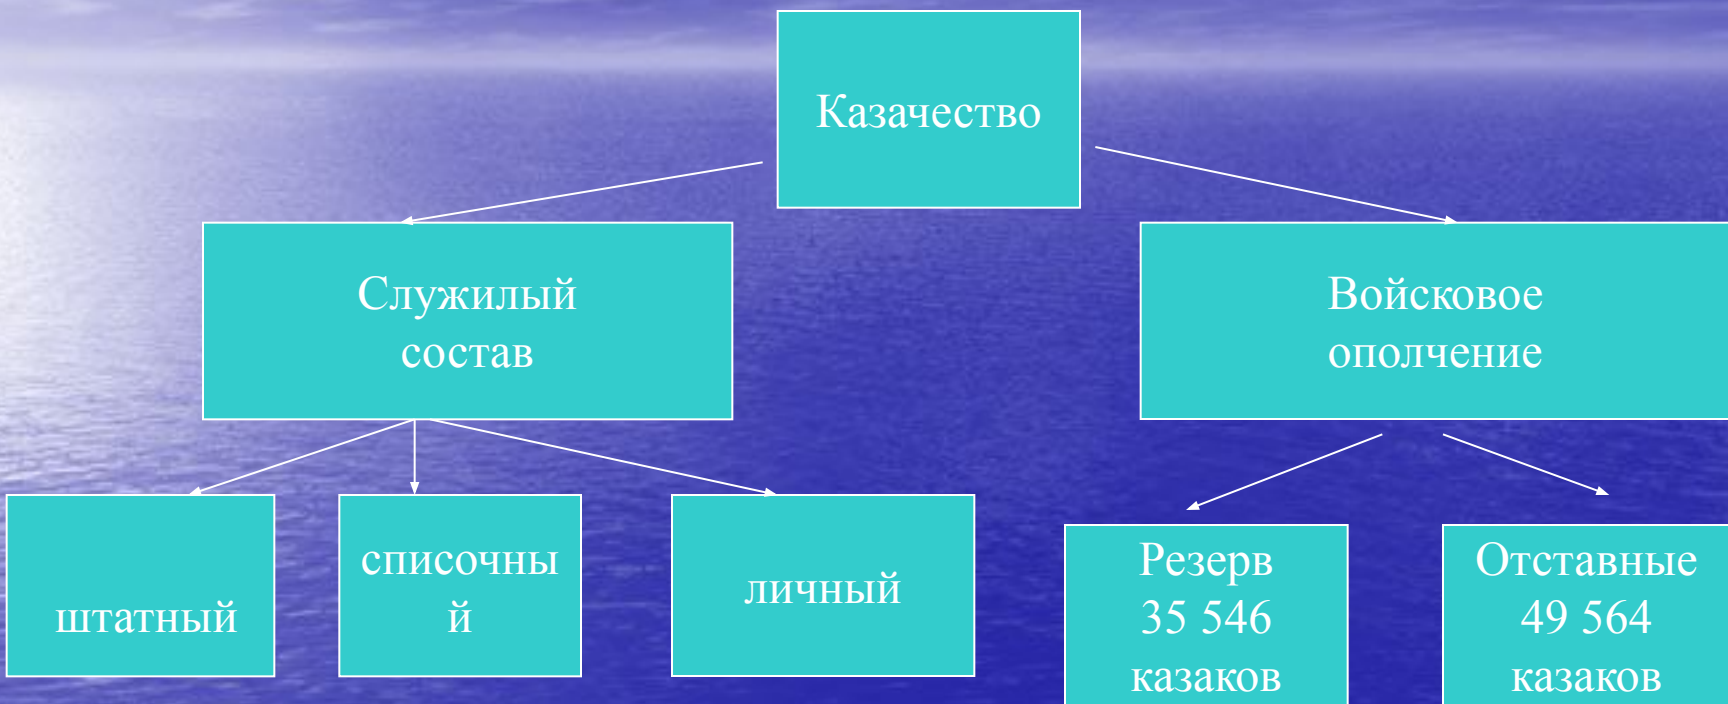 Казачество
Служилый
состав
Войсковое
ополчение
штатный
списочны
й
личный
Резерв
35 546
казаков
Отставные
49 564
казаков